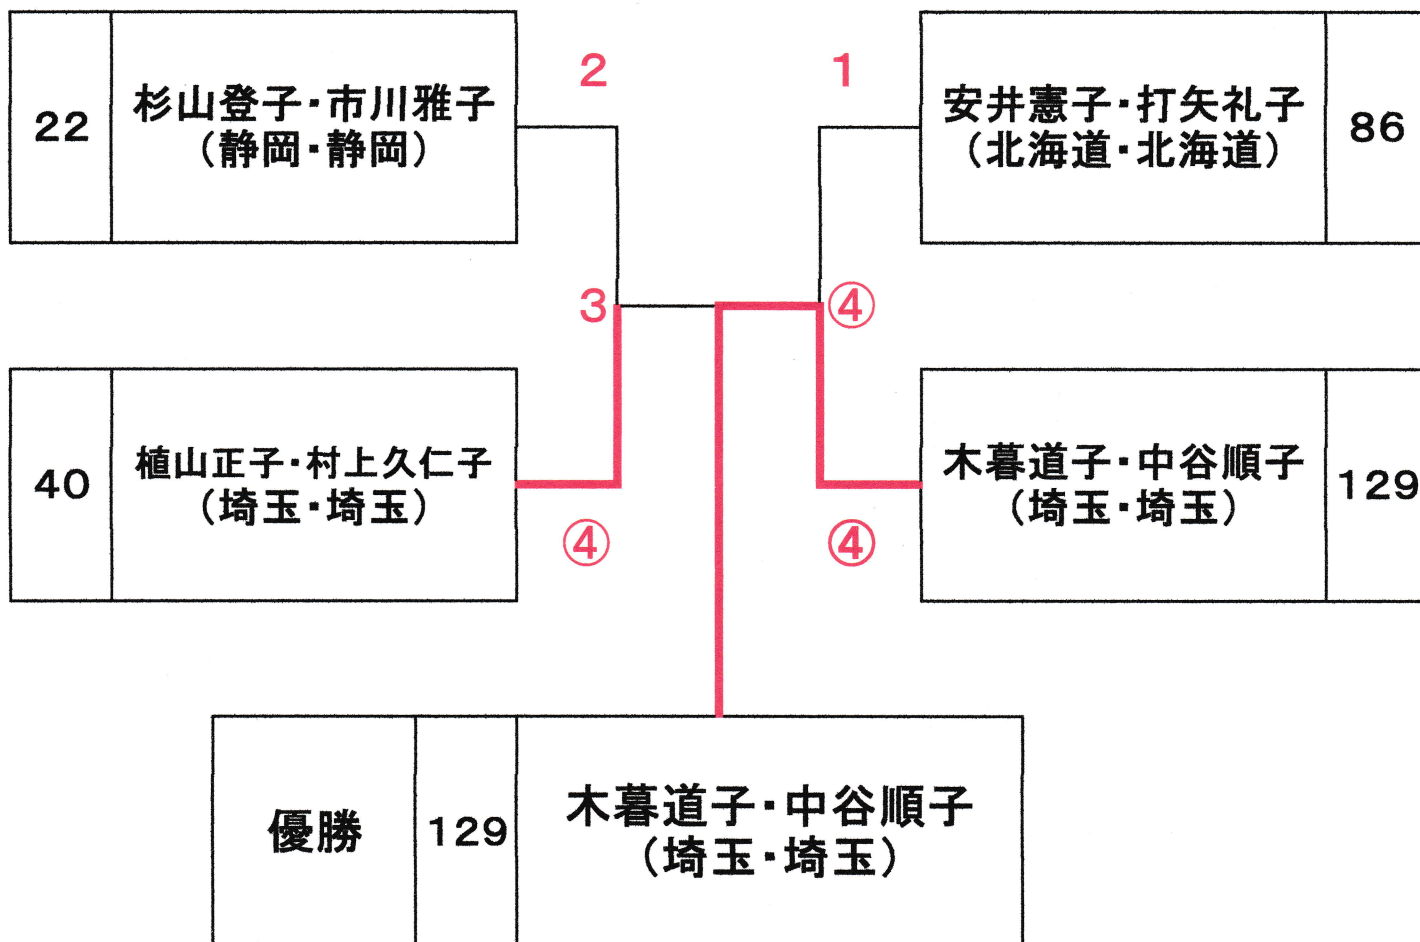 22
杉山登子・市川雅子
(静岡・静岡)
2
1
安井憲子・打矢礼子
(北海道・北海道)
86
3
④
40
植山正子・村上久仁子
(埼玉・埼玉)
④
④
木暮道子・中谷順子
(埼玉・埼玉)
129
優勝
129
木暮道子・中谷順子
(埼玉・埼玉)